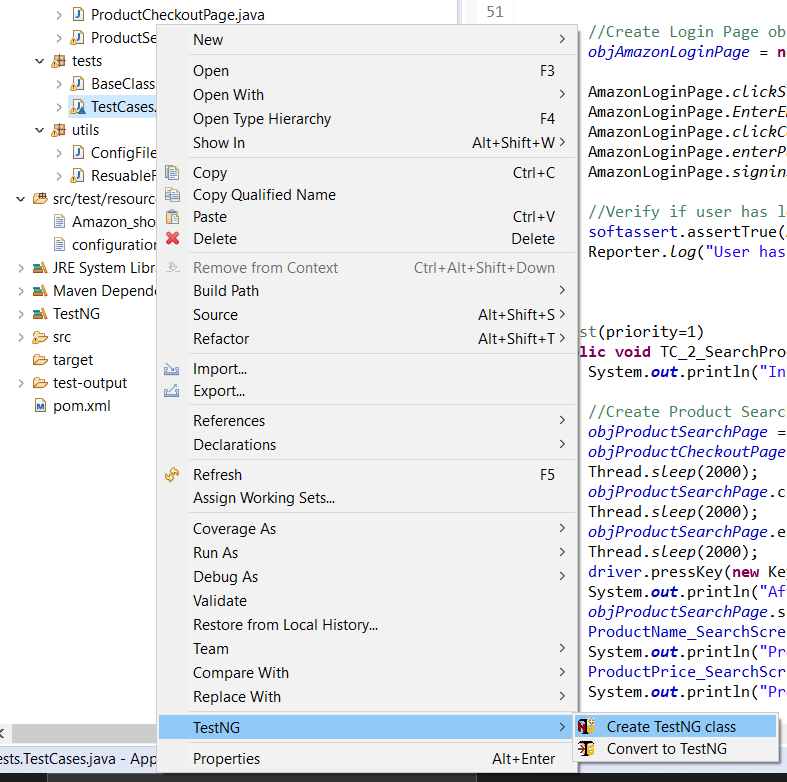 ProductCheckoutPage.java
ProductSe
tests
BaseClass
TestCases.
utils
ConfigFile
ResuableF
src/test/resourc
Amazon_sho
configuration
JRE System Libr
Maven Depende
TestNG
src
target
test-output
pom.xml
ests.TestCases.java - App
New
Open F3
Open With
Open Type Hierarchy F4
Show In Alt+Shift+W
Copy Ctrl+C
Copy Qualified Name
Paste Ctrl+V
Delete Delete
Remove from Context Ctrl+Alt+Shift+Down
Build Path
Source Alt+Shift+S
Refactor Alt+Shift+T
Import...
Export...
References
Declarations
Refresh F5
Assign Working Sets...
Coverage As
Run As
Debug As
Validate
Restore from Local History...
Team
Compare With
Replace With
TestNG
Properties Alt+Enter
Create TestNG class
Convert to TestNG
51
//Create Login Page ob
objAmazonLoginPage = n
AmazonLoginPage.clickS
AmazonLoginPage.EnterE
AmazonLoginPage.clickC
AmazonLoginPage.enterP
AmazonLoginPage.signin
//Verify if user has l
softassert.assertTrue(
Reporter.log("User has
st(priority=1)
lic void TC_2_SearchPro
System.out.println("In
//Create Product Searc
objProductSearchPage =
objProductCheckoutPage
Thread.sleep(2000);
objProductSearchPage.c
Thread.sleep(2000);
objProductSearchPage.e
Thread.sleep(2000);
driver.pressKey(new Ke
System.out.println("Af
objProductSearchPage.s
ProductName_SearchScre
System.out.println("Pr
ProductPrice_SearchScr
System.out.println("Pr